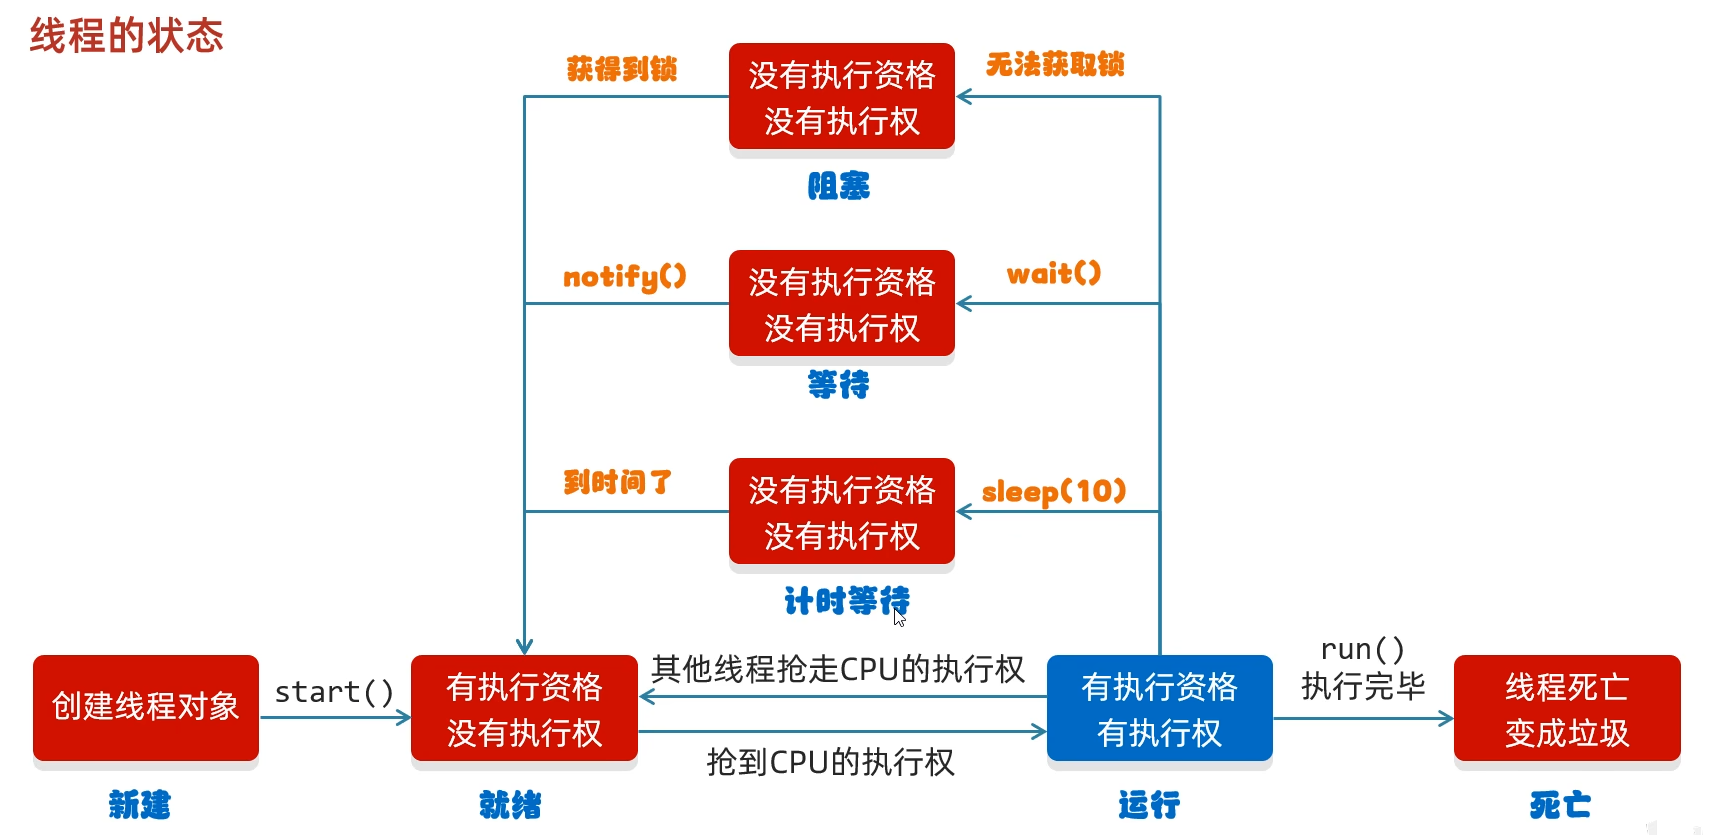 线程的状态
获得到锁
没有执行资格
没有执行权
无法获取锁
阻塞
notify()
没有执行资格
没有执行权
wait()
等待
到时间了
没有执行资格
没有执行权
sleep(10)
计时等待
创建线程对象
start()
有执行资格
没有执行权
其他线程抢走CPU的执行权
抢到CPU的执行权
有执行资格
有执行权
run()
执行完毕
线程死亡
变成垃圾
新建
就绪
运行
死亡